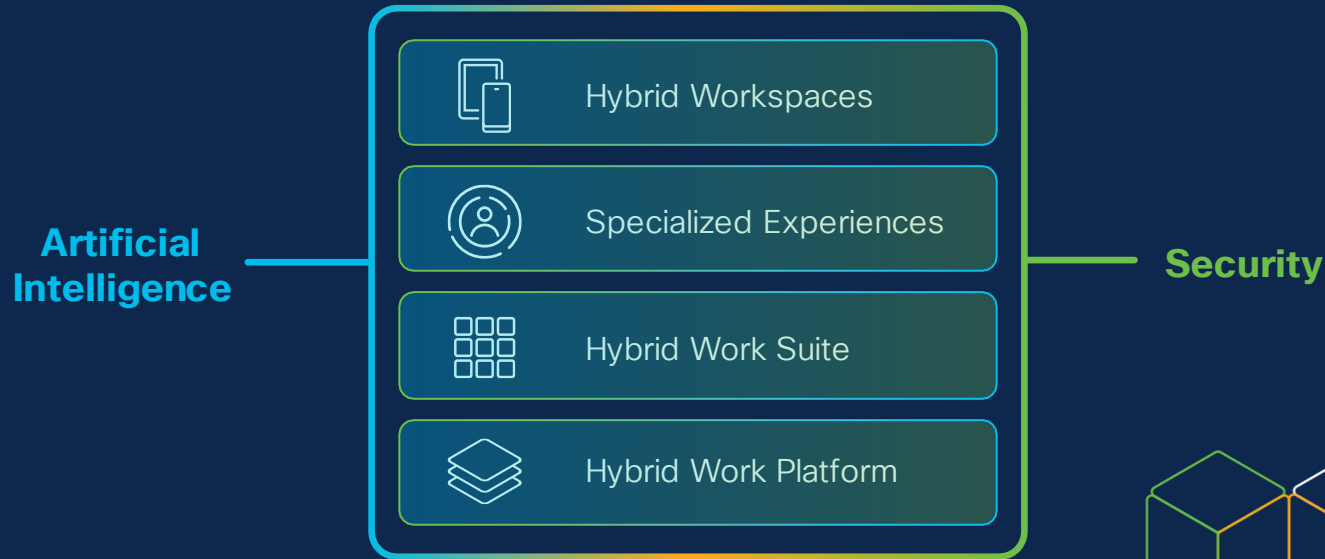 Hybrid Workspaces
Specialized Experiences
Artificial
Intelligence
Security
Hybrid Work Suite
Hybrid Work Platform